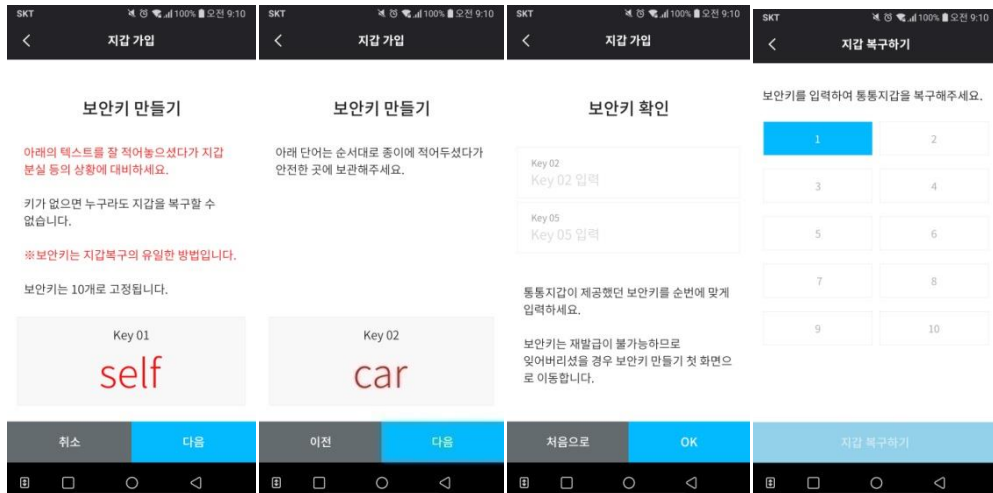 SKT 100% 오전 9:10
지갑 가입
보안키 만들기
아래의 텍스트를 잘 적어놓으셨다가 지갑
분실 등의 상황에 대비하세요.
키가 없으면 누구라도 지갑을 복구할 수
없습니다.
※보안키는 지갑복구의 유일한 방법입니다.
보안키는 10개로 고정됩니다.
Key 01
self
취소 다음
SKT 100% 오전 9:10
지갑 가입
보안키 만들기
아래 단어는 순서대로 종이에 적어두셨다가
안전한 곳에 보관해주세요.
Key 02
car
이전 다음
SKT 100% 오전 9:10
지갑 가입
보안키 확인
Key 02
Key 02 입력
Key 05
Key 05 입력
통통지갑이 제공했던 보안키를 순번에 맞게
입력하세요.
보안키는 재발급이 불가능하므로
잊어버리셨을 경우 보안키 만들기 첫 화면으
로 이동합니다.
처음으로 OK
SKT 100% 오전 9:10
지갑 복구하기
보안키를 입력하여 통통지갑을 복구해주세요.
1 2
3 4
5 6
7 8
9 10
지갑 복구하기